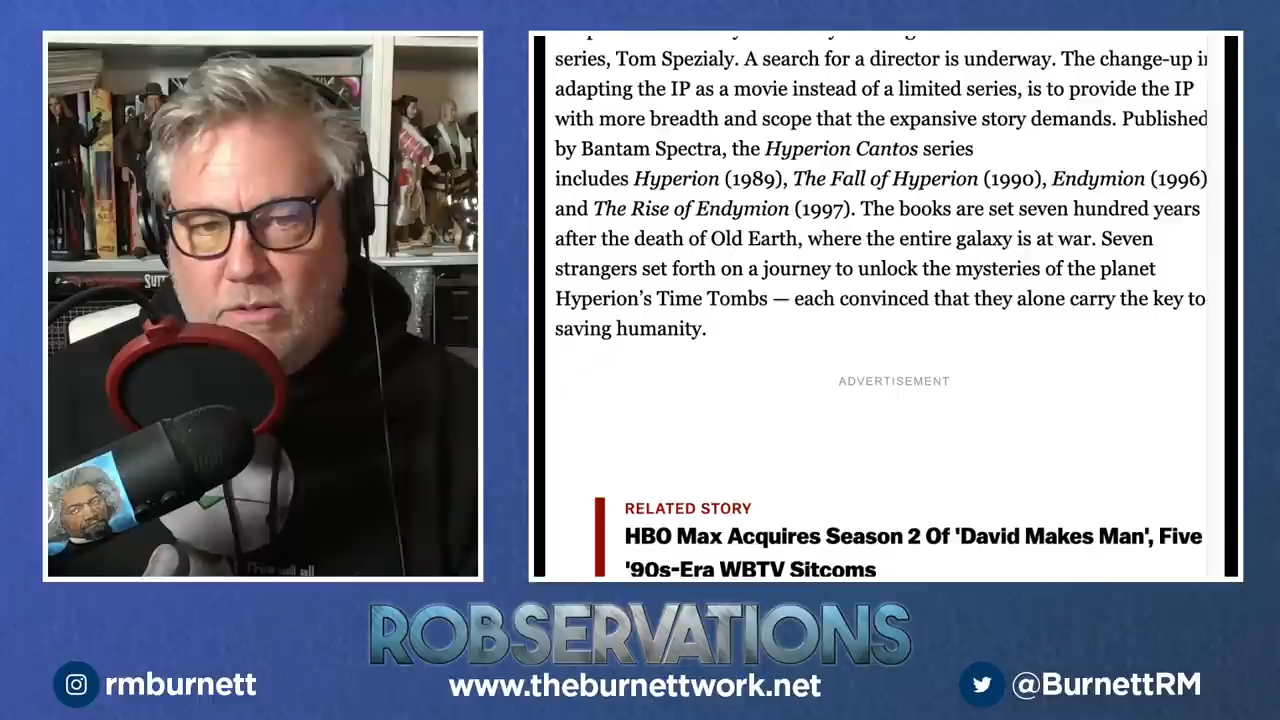 series, Tom Spezialy. A search for a director is underway. The change-up in
adapting the IP as a movie instead of a limited series, is to provide the IP
with more breadth and scope that the expansive story demands. Published
by Bantam Spectra, the Hyperion Cantos series
includes Hyperion (1989), The Fall of Hyperion (1990), Endymion (1996)
and The Rise of Endymion (1997). The books are set seven hundred years
after the death of Old Earth, where the entire galaxy is at war. Seven
strangers set forth on a journey to unlock the mysteries of the planet
Hyperion’s Time Tombs — each convinced that they alone carry the key to
saving humanity.
ADVERTISEMENT
RELATED STORY
HBO Max Acquires Season 2 Of 'David Makes Man', Five
'90s-Era WBTV Sitcoms
ROBSERVATIONS
rmburnett
www.theburnettwork.net
@BurnettRM